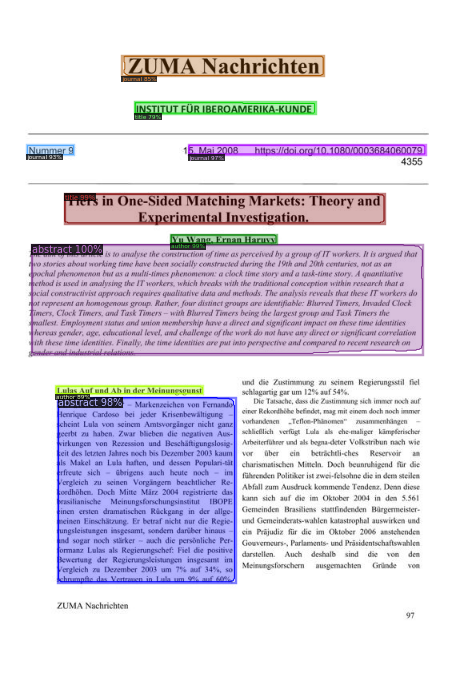 ZUMA Nachrichten
journal 85%
INSTITUT FÜR IBEROAMERIKA-KUNDE
title 79%
Nummer 9 15. Mai 2008 https://doi.org/10.1080/0003684060079
journal 93% journal 97%
4355
Tiers in One-Sided Matching Markets: Theory and
Experimental Investigation.
Yu Wang, Ernan Haruvy
author 99%
abstract 100% is to analyse the construction of time as perceived by a group of IT workers. It is argued that
two stories about working time have been socially constructed during the 19th and 20th centuries, not as an
epochal phenomenon but as a multi-times phenomenon: a clock time story and a task-time story. A quantitative
method is used in analysing the IT workers, which breaks with the traditional conception within research that a
social constructivist approach requires qualitative data and methods. The analysis reveals that these IT workers do
not represent an homogenous group. Rather, four distinct groups are identifiable: Blurred Timers, Invaded Clock
Timers, Clock Timers, and Task Timers – with Blurred Timers being the largest group and Task Timers the
smallest. Employment states and union membership have a direct and significant impact on these time identities
whereas gender, age, educational level, and challenge of the work do not have any direct or significant correlation
with these time identities. Finally, the time identities are put into perspective and compared to recent research on
gender and industrial relations.
Lulas Auf und Ab in der Meinungsgunst
author 89%
abstract 98% – Markenzeichen von Fernando
Henrique Cardoso bei jeder Krisenbewältigung –
scheint Lula von seinem Amtsvorgänger nicht ganz
geerbt zu haben. Zwar blieben die negativen Aus-
wirkungen von Rezession und Beschäftigungslosig-
keit des letzten Jahres noch bis Dezember 2003 kaum
als Makel an Lula haften, und dessen Popularität
erfreute sich – übrigens auch heute noch – im
Vergleich zu seinen Vorgängern beachtlicher Re-
kordhöhen. Doch Mitte März 2004 registrierte das
brasilianische Meinungsforschungsinstitut IBOPE
einen ersten dramatischen Rückgang in der allge-
meinen Einschätzung. Er betraf nicht nur die Regie-
rungsleistungen insgesamt, sondern darüber hinaus –
und sogar noch stärker – auch die persönliche Per-
formanz Lulas als Regierungschef: Fiel die positive
Bewertung der Regierungsleistungen insgesamt im
Vergleich zu Dezember 2003 um 7% auf 34%, so
schrumpfte das Vertrauen in Lula um 9% auf 60%,
und die Zustimmung zu seinem Regierungsstil fiel
schlagartig gar um 12% auf 54%.
Die Tatsache, dass die Zustimmung sich immer noch auf
einer Rekordhöhe befindet, mag mit einem doch noch immer
vorhandenen „Teflon-Phänomen“ zusammenhängen –
schließlich verfügt Lula als ehe-maliger kämpferischer
Arbeiterführer und als begna-deter Volkstribun nach wie
vor über ein beträchtli-ches Reservoir an
charismatischen Mitteln. Doch beunruhigend für die
führenden Politiker ist zwei-felsohne die in dem steilen
Abfall zum Ausdruck kommende Tendenz. Denn diese
kann sich auf die im Oktober 2004 in den 5.561
Gemeinden Brasiliens stattfindenden Bürgermeister-
und Gemeinderats-wahlen katastrophal auswirken und
ein Präjudiz für die im Oktober 2006 anstehenden
Gouverneurs-, Parlaments- und Präsidentschaftswahlen
darstellen. Auch deshalb sind die von den
Meinungsforschern ausgemachten Gründe von
ZUMA Nachrichten
97